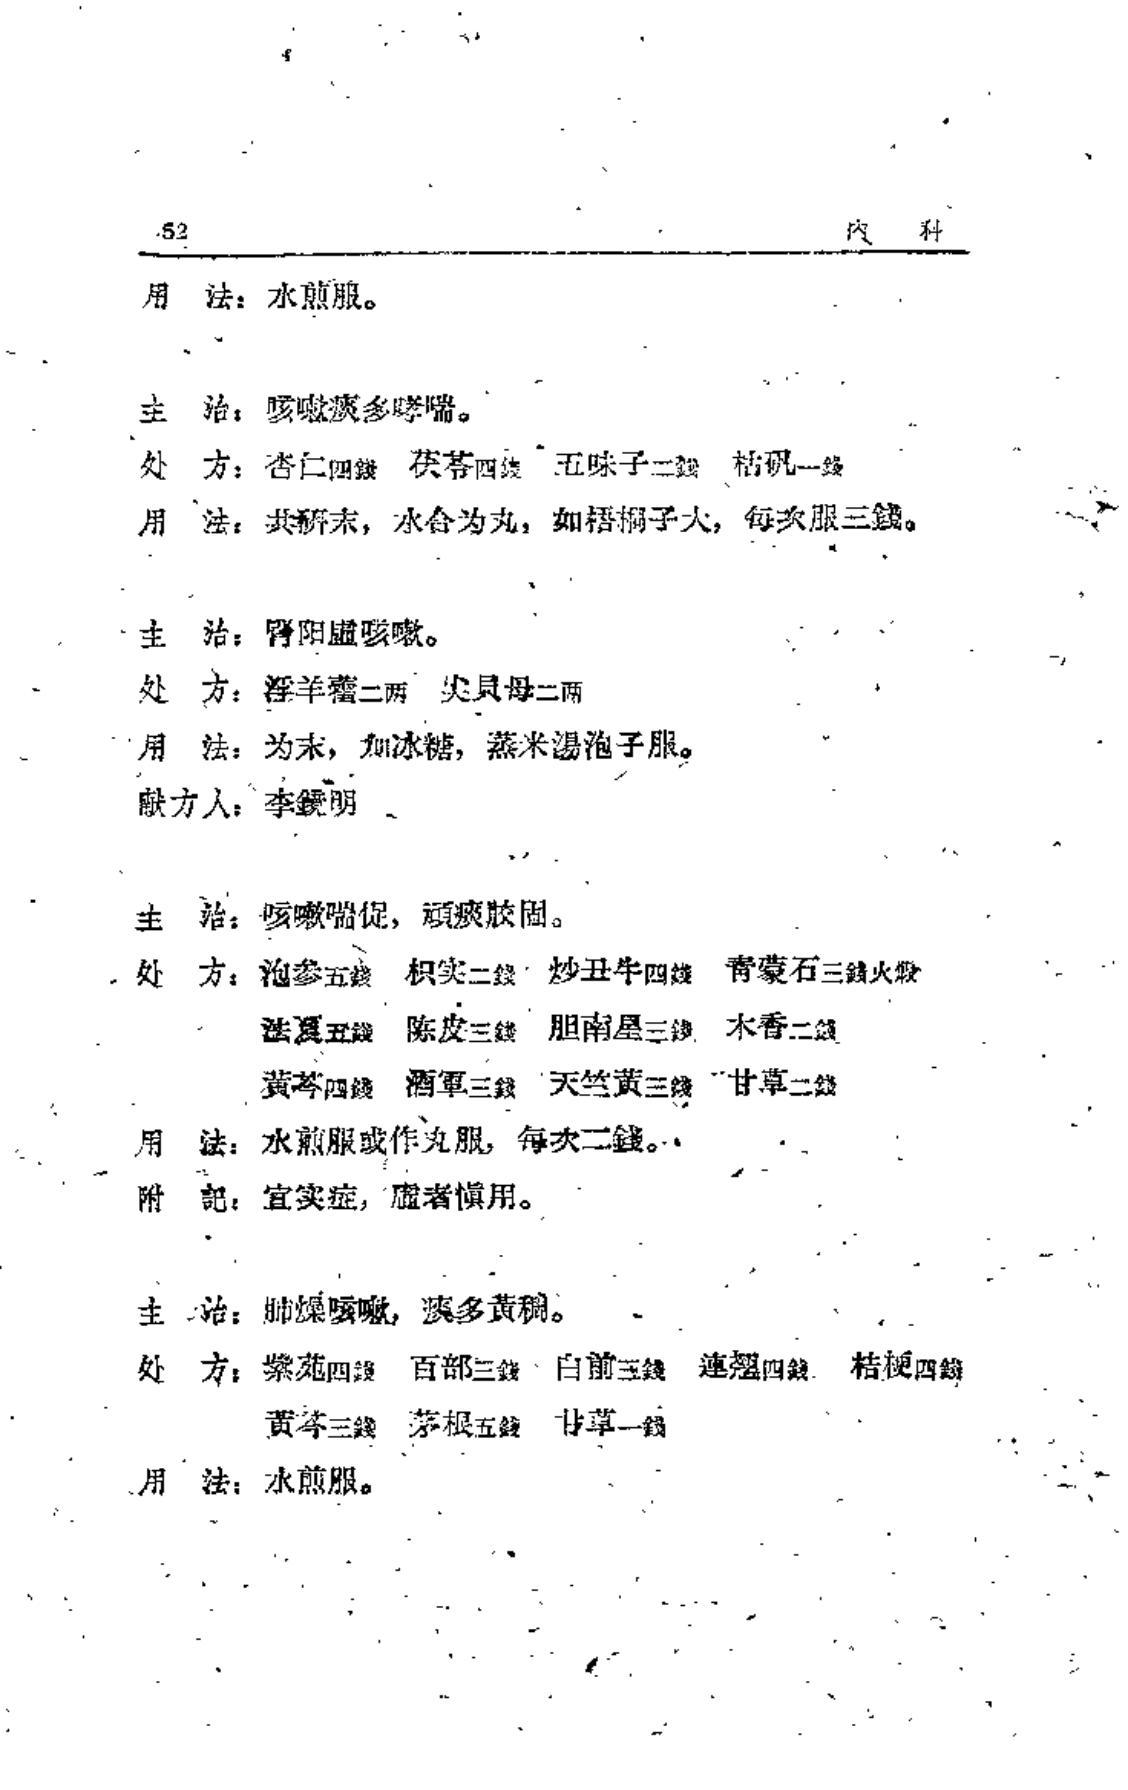 52 内 科
用 法：水煎服。
主 治：咳嗽痰多哮喘。
处 方：杏仁四錢 茯苓四錢 五味子二錢 枯矾一錢
用 法：共研末，水合为丸，如梧桐子大，每次服三錢。
主 治：肾阳虛咳嗽。
处 方：淫羊藿二两 尖貝母二两
用 法：为末，加冰糖，蒸米湯泡子服。
献方人：李鏡明
主 治：咳嗽喘促，頑痰胶固。
处 方：泡参五錢 枳实二錢 炒丑牛四錢 青蒙石三錢火煅
法夏五錢 陈皮三錢 胆南星三錢 木香二錢
黃芩四錢 酒軍三錢 天竺黃三錢 甘草二錢
用 法：水煎服或作丸服，每次二錢。
附 記：宜实症，虛者慎用。
主 治：肺燥咳嗽，痰多黃稠。
处 方：紫苑四錢 百部三錢 白前三錢 連翘四錢 桔梗四錢
黃芩三錢 茅根五錢 甘草一錢
用 法：水煎服。